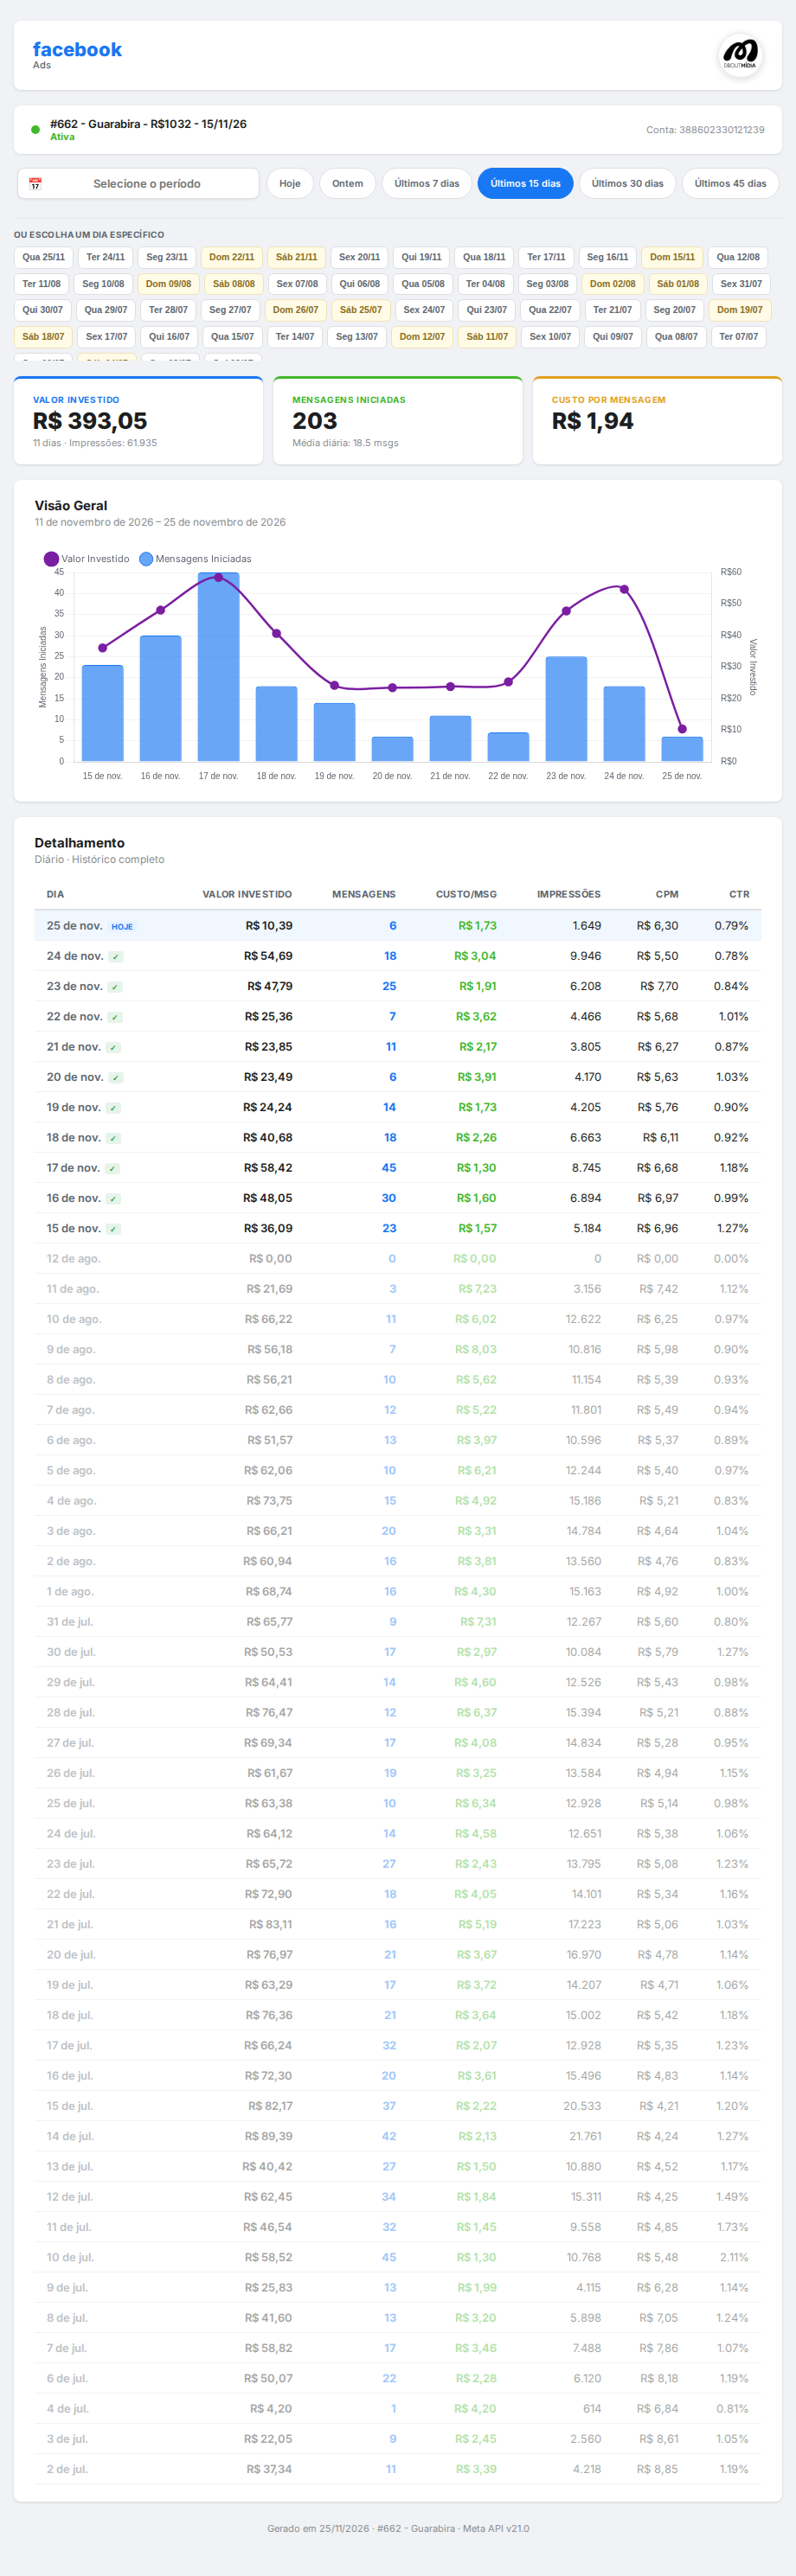 facebook
Ads
DBOUTMÍDIA
#662 - Guarabira - R$1032 - 15/11/26
Ativa
Conta: 388602330121239
Selecione o período
Hoje
Ontem
Últimos 7 dias
Últimos 15 dias
Últimos 30 dias
Últimos 45 dias
OU ESCOLHA UM DIA ESPECÍFICO
Qua 25/11 Ter 24/11 Seg 23/11 Dom 22/11 Sáb 21/11 Sex 20/11 Qui 19/11 Qua 18/11 Ter 17/11 Seg 16/11 Dom 15/11 Qua 12/08
Ter 11/08 Seg 10/08 Dom 09/08 Sáb 08/08 Sex 07/08 Qui 06/08 Qua 05/08 Ter 04/08 Seg 03/08 Dom 02/08 Sáb 01/08 Sex 31/07
Qui 30/07 Qua 29/07 Ter 28/07 Seg 27/07 Dom 26/07 Sáb 25/07 Sex 24/07 Qui 23/07 Qua 22/07 Ter 21/07 Seg 20/07 Dom 19/07
Sáb 18/07 Sex 17/07 Qui 16/07 Qua 15/07 Ter 14/07 Seg 13/07 Dom 12/07 Sáb 11/07 Sex 10/07 Qui 09/07 Qua 08/07 Ter 07/07
VALOR INVESTIDO
R$ 393,05
11 dias · Impressões: 61.935
MENSAGENS INICIADAS
203
Média diária: 18.5 msgs
CUSTO POR MENSAGEM
R$ 1,94
Visão Geral
11 de novembro de 2026 – 25 de novembro de 2026
Valor Investido Mensagens Iniciadas
Mensagens Iniciadas
45
40
35
30
25
20
15
10
5
0
R$60
R$50
R$40
R$30
R$20
R$10
R$0
Valor Investido
15 de nov. 16 de nov. 17 de nov. 18 de nov. 19 de nov. 20 de nov. 21 de nov. 22 de nov. 23 de nov. 24 de nov. 25 de nov.
Detalhamento
Diário · Histórico completo
DIA VALOR INVESTIDO MENSAGENS CUSTO/MSG IMPRESSÕES CPM CTR
25 de nov. HOJE R$ 10,39 6 R$ 1,73 1.649 R$ 6,30 0.79%
24 de nov. ✓ R$ 54,69 18 R$ 3,04 9.946 R$ 5,50 0.78%
23 de nov. ✓ R$ 47,79 25 R$ 1,91 6.208 R$ 7,70 0.84%
22 de nov. ✓ R$ 25,36 7 R$ 3,62 4.466 R$ 5,68 1.01%
21 de nov. ✓ R$ 23,85 11 R$ 2,17 3.805 R$ 6,27 0.87%
20 de nov. ✓ R$ 23,49 6 R$ 3,91 4.170 R$ 5,63 1.03%
19 de nov. ✓ R$ 24,24 14 R$ 1,73 4.205 R$ 5,76 0.90%
18 de nov. ✓ R$ 40,68 18 R$ 2,26 6.663 R$ 6,11 0.92%
17 de nov. ✓ R$ 58,42 45 R$ 1,30 8.745 R$ 6,68 1.18%
16 de nov. ✓ R$ 48,05 30 R$ 1,60 6.894 R$ 6,97 0.99%
15 de nov. ✓ R$ 36,09 23 R$ 1,57 5.184 R$ 6,96 1.27%
12 de ago. R$ 0,00 0 R$ 0,00 0 R$ 0,00 0.00%
11 de ago. R$ 21,69 3 R$ 7,23 3.156 R$ 7,42 1.12%
10 de ago. R$ 66,22 11 R$ 6,02 12.622 R$ 6,25 0.97%
9 de ago. R$ 56,18 7 R$ 8,03 10.816 R$ 5,98 0.90%
8 de ago. R$ 56,21 10 R$ 5,62 11.154 R$ 5,39 0.93%
7 de ago. R$ 62,66 12 R$ 5,22 11.801 R$ 5,49 0.94%
6 de ago. R$ 51,57 13 R$ 3,97 10.596 R$ 5,37 0.89%
5 de ago. R$ 62,06 10 R$ 6,21 12.244 R$ 5,40 0.97%
4 de ago. R$ 73,75 15 R$ 4,92 15.186 R$ 5,21 0.83%
3 de ago. R$ 66,21 20 R$ 3,31 14.784 R$ 4,64 1.04%
2 de ago. R$ 60,94 16 R$ 3,81 13.560 R$ 4,76 0.83%
1 de ago. R$ 68,74 16 R$ 4,30 15.163 R$ 4,92 1.00%
31 de jul. R$ 65,77 9 R$ 7,31 12.267 R$ 5,60 0.80%
30 de jul. R$ 50,53 17 R$ 2,97 10.084 R$ 5,79 1.27%
29 de jul. R$ 64,41 14 R$ 4,60 12.526 R$ 5,43 0.98%
28 de jul. R$ 76,47 12 R$ 6,37 15.394 R$ 5,21 0.88%
27 de jul. R$ 69,34 17 R$ 4,08 14.834 R$ 5,28 0.95%
26 de jul. R$ 61,67 19 R$ 3,25 13.584 R$ 4,94 1.15%
25 de jul. R$ 63,38 10 R$ 6,34 12.928 R$ 5,14 0.98%
24 de jul. R$ 64,12 14 R$ 4,58 12.651 R$ 5,38 1.06%
23 de jul. R$ 65,72 27 R$ 2,43 13.795 R$ 5,08 1.23%
22 de jul. R$ 72,90 18 R$ 4,05 14.101 R$ 5,34 1.16%
21 de jul. R$ 83,11 16 R$ 5,19 17.223 R$ 5,06 1.03%
20 de jul. R$ 76,97 21 R$ 3,67 16.970 R$ 4,78 1.14%
19 de jul. R$ 63,29 17 R$ 3,72 14.207 R$ 4,71 1.06%
18 de jul. R$ 76,36 21 R$ 3,64 15.002 R$ 5,42 1.18%
17 de jul. R$ 66,24 32 R$ 2,07 12.928 R$ 5,35 1.23%
16 de jul. R$ 72,30 20 R$ 3,61 15.496 R$ 4,83 1.14%
15 de jul. R$ 82,17 37 R$ 2,22 20.533 R$ 4,21 1.20%
14 de jul. R$ 89,39 42 R$ 2,13 21.761 R$ 4,24 1.27%
13 de jul. R$ 40,42 27 R$ 1,50 10.880 R$ 4,52 1.17%
12 de jul. R$ 62,45 34 R$ 1,84 15.311 R$ 4,25 1.49%
11 de jul. R$ 46,54 32 R$ 1,45 9.558 R$ 4,85 1.73%
10 de jul. R$ 58,52 45 R$ 1,30 10.768 R$ 5,48 2.11%
9 de jul. R$ 25,83 13 R$ 1,99 4.115 R$ 6,28 1.14%
8 de jul. R$ 41,60 13 R$ 3,20 5.898 R$ 7,05 1.24%
7 de jul. R$ 58,82 17 R$ 3,46 7.488 R$ 7,86 1.07%
6 de jul. R$ 50,07 22 R$ 2,28 6.120 R$ 8,18 1.19%
4 de jul. R$ 4,20 1 R$ 4,20 614 R$ 6,84 0.81%
3 de jul. R$ 22,05 9 R$ 2,45 2.560 R$ 8,61 1.05%
2 de jul. R$ 37,34 11 R$ 3,39 4.218 R$ 8,85 1.19%
Gerado em 25/11/2026 · #662 - Guarabira · Meta API v21.0